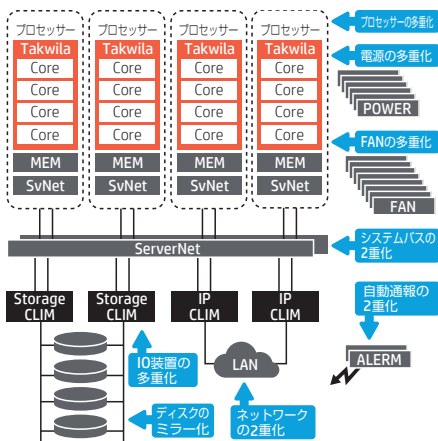 プロセッサー プロセッサー プロセッサー プロセッサー
Takwila Takwila Takwila Takwila
Core Core Core Core
Core Core Core Core
Core Core Core Core
Core Core Core Core
MEM MEM MEM MEM
SvNet SvNet SvNet SvNet
プロセッサーの多重化
電源の多重化
POWER
FANの多重化
FAN
システムバスの
2重化
ServerNet
Storage
CLIM
Storage
CLIM
IP
CLIM
IP
CLIM
自動通報の
2重化
ALERM
IO装置の
多重化
LAN
ディスクの
ミラー化
ネットワーク
の2重化